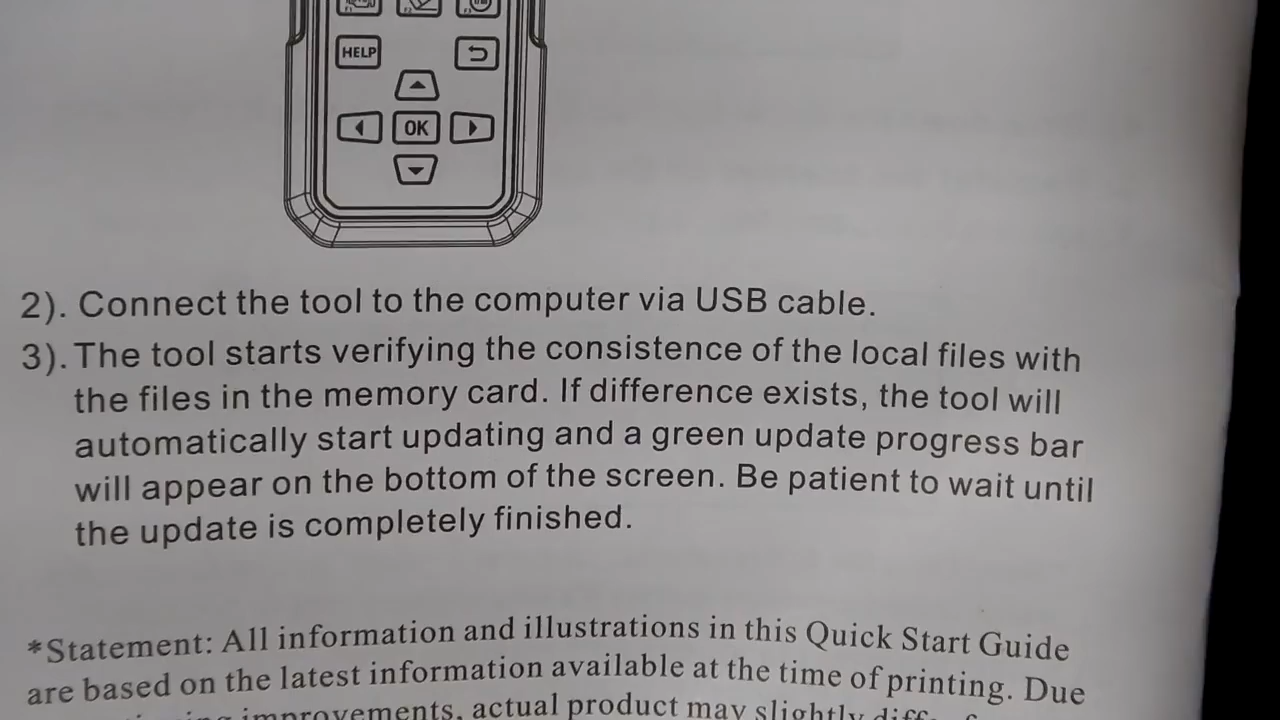 HELP
OK
2). Connect the tool to the computer via USB cable.
3). The tool starts verifying the consistence of the local files with
the files in the memory card. If difference exists, the tool will
automatically start updating and a green update progress bar
will appear on the bottom of the screen. Be patient to wait until
the update is completely finished.
*Statement: All information and illustrations in this Quick Start Guide
are based on the latest information available at the time of printing. Due
improvements, actual product may slightly